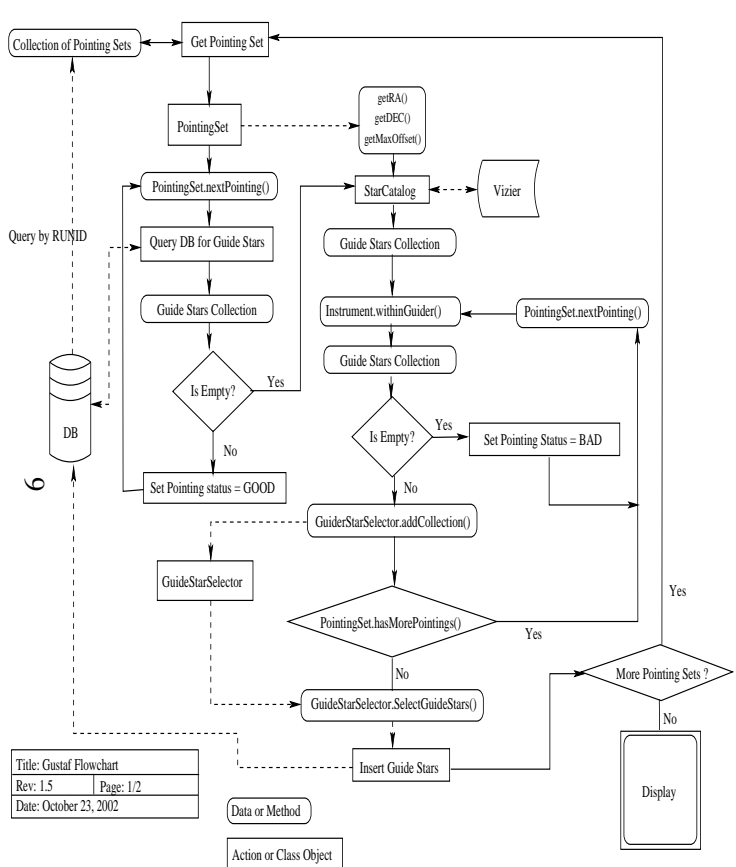 Collection of Pointing Sets
Get Pointing Set
getRA()
getDEC()
getMaxOffset()
PointingSet
PointingSet.nextPointing()
StarCatalog
Vizier
Query by RUNID
Query DB for Guide Stars
Guide Stars Collection
Guide Stars Collection
Instrument.withinGuider()
PointingSet.nextPointing()
Guide Stars Collection
Is Empty?
Yes
No
DB
Is Empty?
Yes
Set Pointing Status = BAD
No
6
Set Pointing status = GOOD
GuiderStarSelector.addCollection()
GuideStarSelector
PointingSet.hasMorePointings()
Yes
Yes
No
More Pointing Sets ?
No
GuideStarSelector.SelectGuideStars()
Insert Guide Stars
Display
Title: Gustaf Flowchart
Rev: 1.5
Page: 1/2
Date: October 23, 2002
Data or Method
Action or Class Object